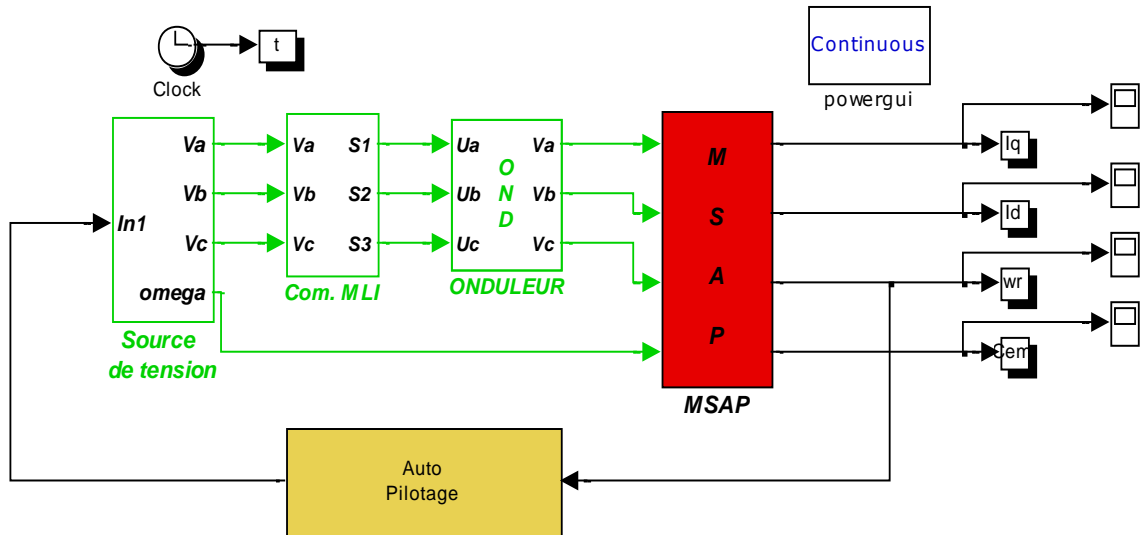 t
Clock
Continuous
powergui
In1
Va
Vb
Vc
omega
Source
de tension
Va
Vb
Vc
S1
S2
S3
Com. MLI
Ua
Ub
Uc
O
N
D
Va
Vb
Vc
ONDULEUR
M
S
A
P
MSAP
Iq
Id
wr
Cem
Auto
Pilotage